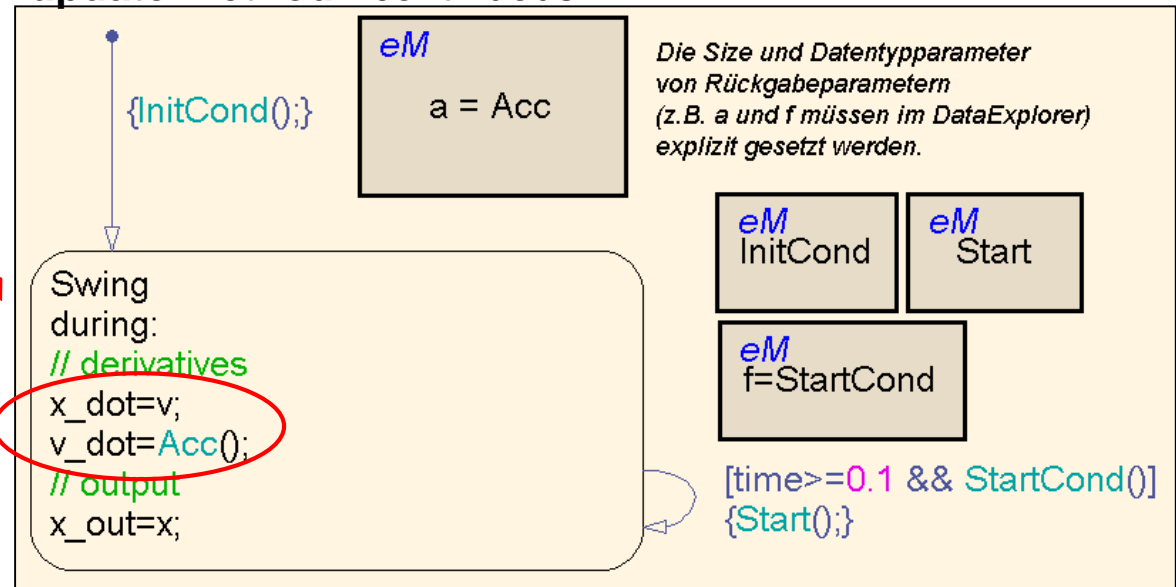 {InitCond();}
eM
a = Acc
Die Size und Datentypparameter
von Rückgabeparametern
(z.B. a und f müssen im DataExplorer)
explizit gesetzt werden.
eM
InitCond
eM
Start
eM
f=StartCond
Swing
during:
// derivatives
x_dot=v;
v_dot=Acc();
// output
x_out=x;
[time>=0.1 && StartCond()]
{Start();}